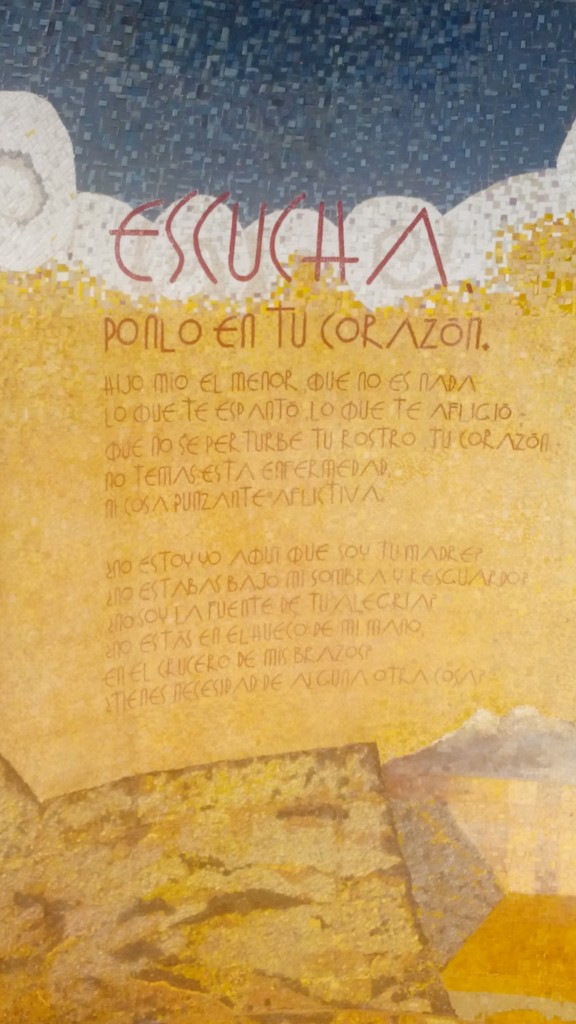 ESCUCHA,
PONLO EN TU CORAZÓN.
HIJO MÍO EL MENOR, QUE NO ES NADA
LO QUE TE ESPANTÓ, LO QUE TE AFLIGIÓ.
QUE NO SE PERTURBE TU ROSTRO, TU CORAZÓN.
NO TEMAS ESTA ENFERMEDAD,
NI COSA PUNZANTE AFLICTIVA.
¿NO ESTOY YO AQUÍ QUE SOY TU MADRE?
¿NO ESTABAS BAJO MI SOMBRA Y RESGUARDO?
¿NO SOY LA FUENTE DE TU ALEGRÍA?
¿NO ESTÁS EN EL HUECO DE MI MANO,
EN EL CRUCERO DE MIS BRAZOS?
¿TIENES NECESIDAD DE ALGUNA OTRA CÓSA?